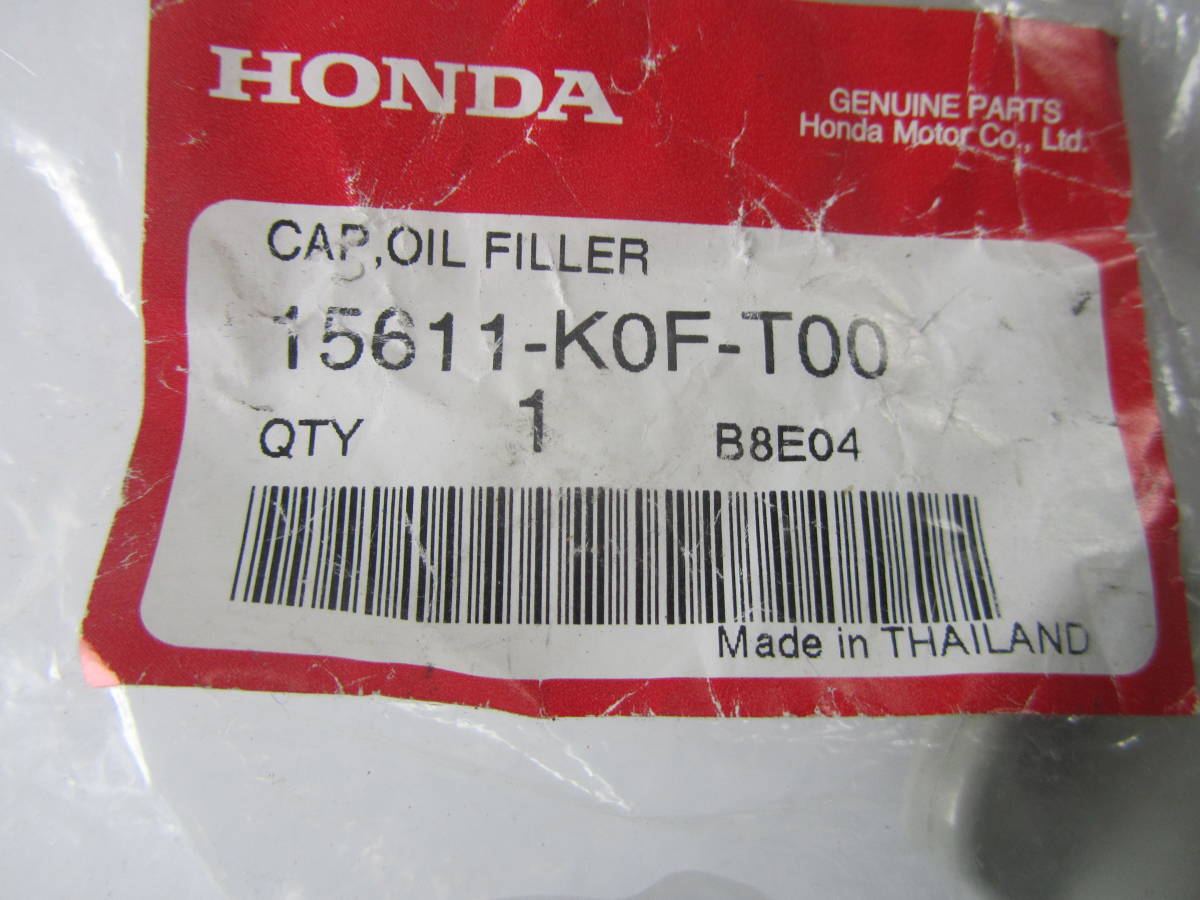 HONDA
GENUINE PARTS
Honda Motor Co., Ltd.
CAP,OIL FILLER
15611-K0F-T00
QTY 1 B8E04
Made in THAILAND